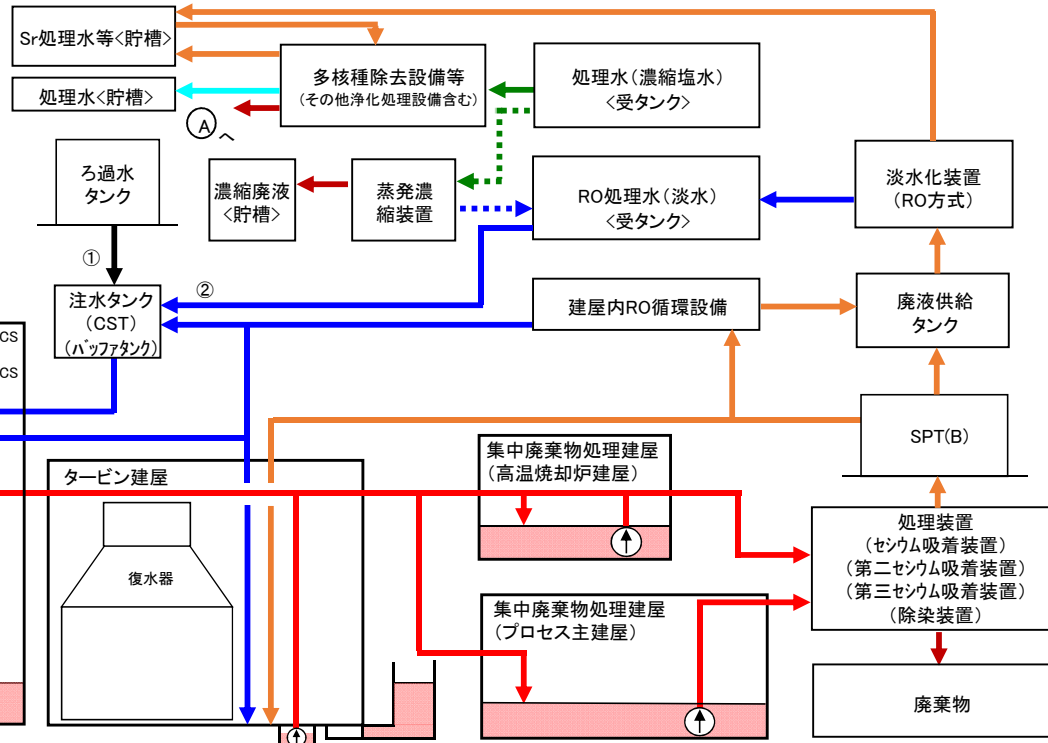 Sr処理水等<貯槽>
処理水<貯槽>
多核種除去設備等
(その他浄化処理設備含む)
A へ
処理水(濃縮塩水)
<受タンク>
ろ過水
タンク
濃縮廃液
<貯槽>
蒸発濃
縮装置
RO処理水(淡水)
<受タンク>
淡水化装置
(RO方式)
①
②
注水タンク
(CST)
(バッファタンク)
建屋内RO循環設備
廃液供給
タンク
CS
CS
SPT(B)
タービン建屋
復水器
集中廃棄物処理建屋
(高温焼却炉建屋)
集中廃棄物処理建屋
(プロセス主建屋)
処理装置
(セシウム吸着装置)
(第二セシウム吸着装置)
(第三セシウム吸着装置)
(除染装置)
廃棄物